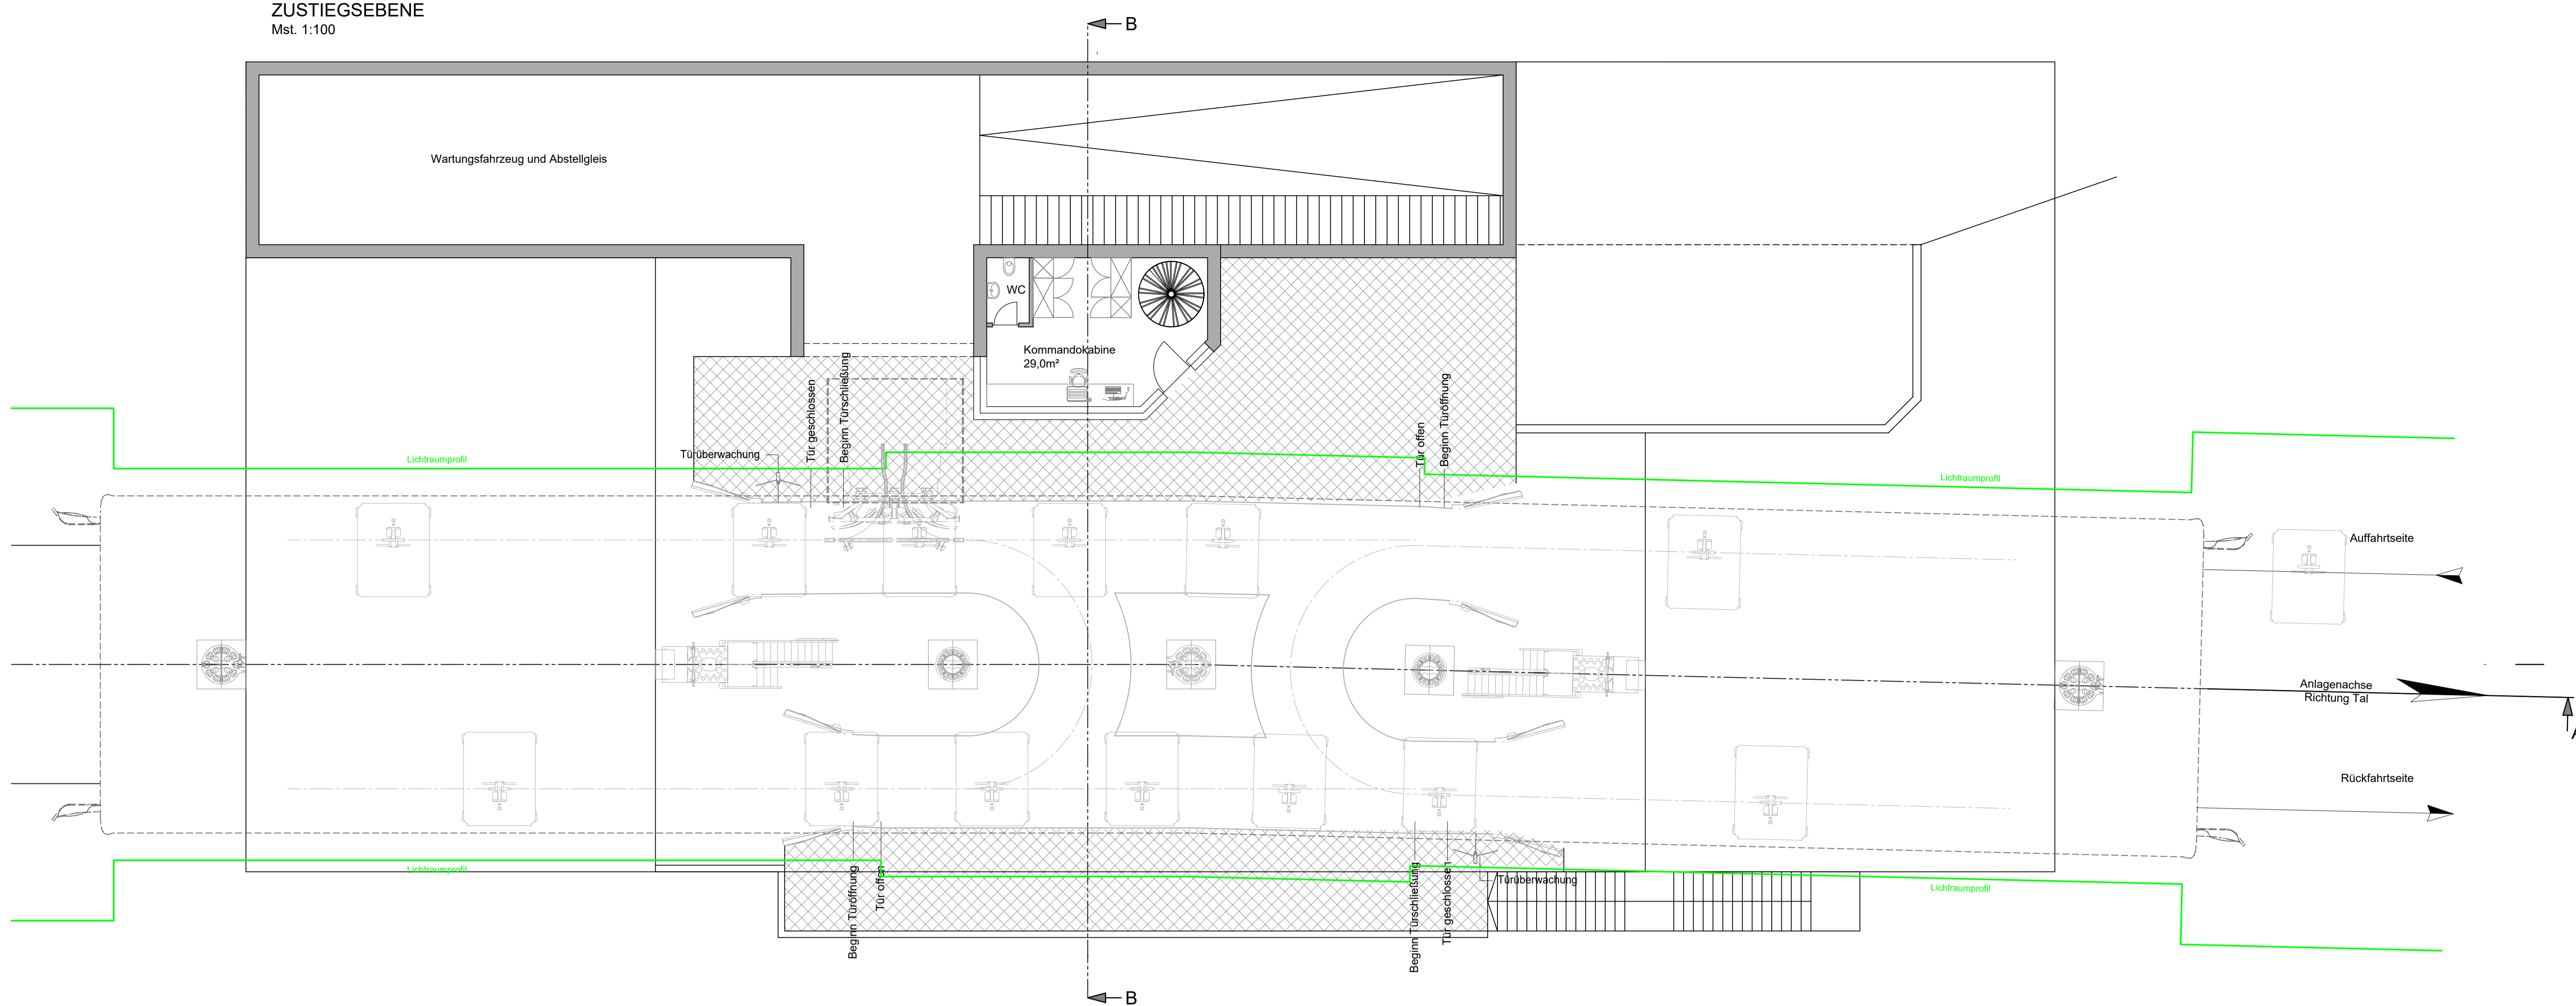 ZUSTIEGSEBENE
Mst. 1:100
B
Wartungsfahrzeug und Abstellgleis
WC
Kommandokabine
29,0m²
Tür geschlossen
Beginn Türschließung
Tür offen
Beginn Türöffnung
Türüberwachung
Lichtraumprofil
Lichtraumprofil
Auffahrtseite
Anlagenachse
Richtung Tal
A
Rückfahrtseite
Lichtraumprofil
Beginn Türöffnung
Tür offen
Beginn Türschließung
Tür geschlossen
Türüberwachung
Lichtraumprofil
B